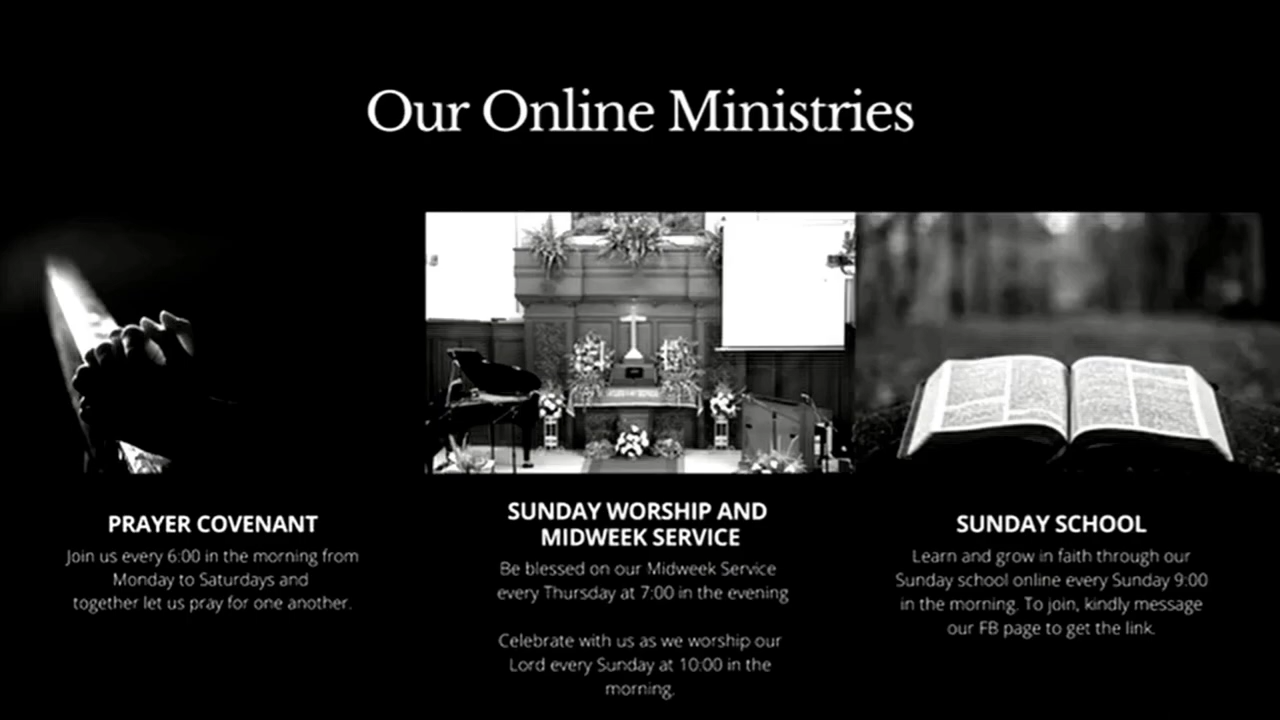 Our Online Ministries
PRAYER COVENANT
Join us every 6:00 in the morning from
Monday to Saturdays and
together let us pray for one another.
SUNDAY WORSHIP AND
MIDWEEK SERVICE
Be blessed on our Midweek Service
every Thursday at 7:00 in the evening
Celebrate with us as we worship our
Lord every Sunday at 10:00 in the
morning.
SUNDAY SCHOOL
Learn and grow in faith through our
Sunday school online every Sunday 9:00
in the morning. To join, kindly message
our FB page to get the link.